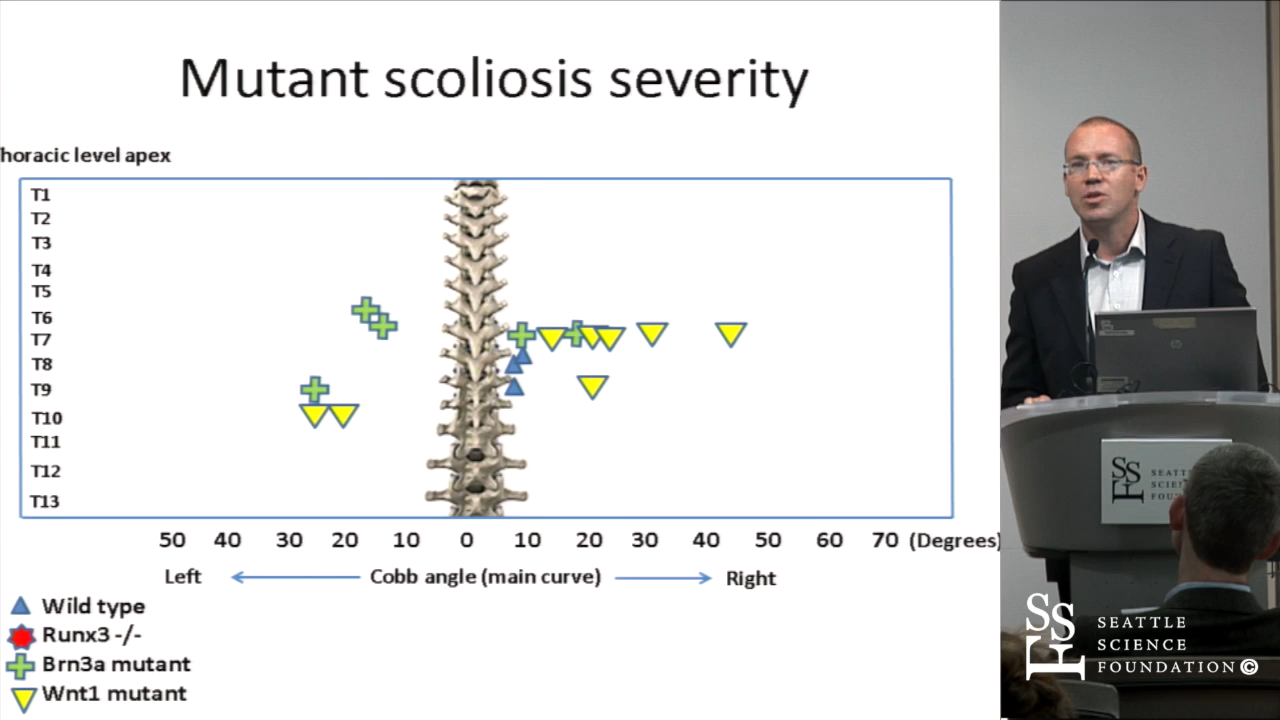 Mutant scoliosis severity
horacic level apex
T1
T2
T3
T4
T5
T6
T7
T8
T9
T10
T11
T12
T13
50 40 30 20 10 0 10 20 30 40 50 60 70 (Degrees)
Left Cobb angle (main curve) Right
Wild type
Runx3 -/-
Brn3a mutant
Wnt1 mutant
hp
SSF
SEATTLE
SCIENCE
FOUNDATION ©